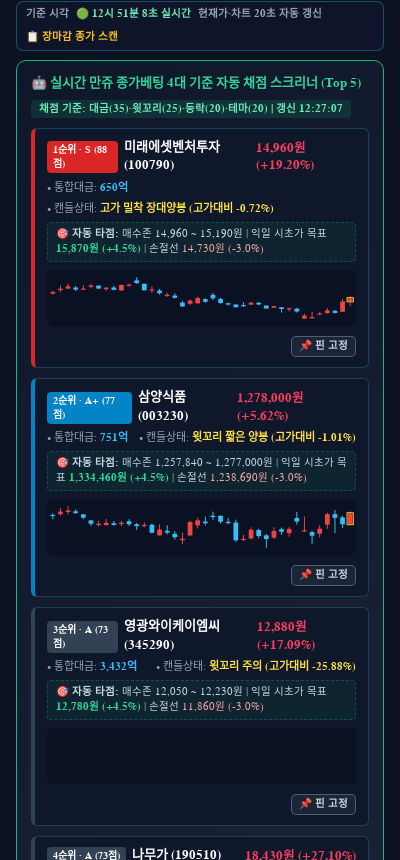 기준 시각 🟢 12시 51분 8초 실시간 현재가·차트 20초 자동 갱신
📋 장마감 종가 스캔
🤖 실시간 만쥬 종가베팅 4대 기준 자동 채점 스크리너 (Top 5)
채점 기준: 대금(35)·윗꼬리(25)·등락(20)·테마(20) | 갱신 12:27:07
1순위 · S (88
점)
미래에셋벤처투자
(100790)
14,960원
(+19.20%)
• 통합대금: 650억
• 캔들상태: 고가 밀착 장대양봉 (고가대비 -0.72%)
🎯 자동 타점: 매수존 14,960 ~ 15,190원 | 익일 시초가 목표
15,870원 (+4.5%) | 손절선 14,730원 (-3.0%)
📌 핀 고정
2순위 · A+ (77
점)
삼양식품
(003230)
1,278,000원
(+5.62%)
• 통합대금: 751억 • 캔들상태: 윗꼬리 짧은 양봉 (고가대비 -1.01%)
🎯 자동 타점: 매수존 1,257,840 ~ 1,277,000원 | 익일 시초가 목
표 1,334,460원 (+4.5%) | 손절선 1,238,690원 (-3.0%)
📌 핀 고정
3순위 · A (73
점)
영광와이케이엠씨
(345290)
12,880원
(+17.09%)
• 통합대금: 3,432억 • 캔들상태: 윗꼬리 주의 (고가대비 -25.88%)
🎯 자동 타점: 매수존 12,050 ~ 12,230원 | 익일 시초가 목표
12,780원 (+4.5%) | 손절선 11,860원 (-3.0%)
📌 핀 고정
4순위 · A (73점) 나무가 (190510) 18,430원 (+27.10%)